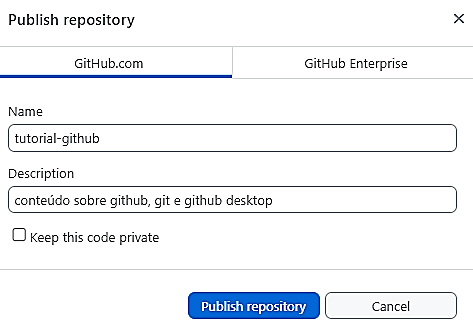 Publish repository
GitHub.com
GitHub Enterprise
Name
tutorial-github
Description
conteúdo sobre github, git e github desktop
Keep this code private
Publish repository
Cancel